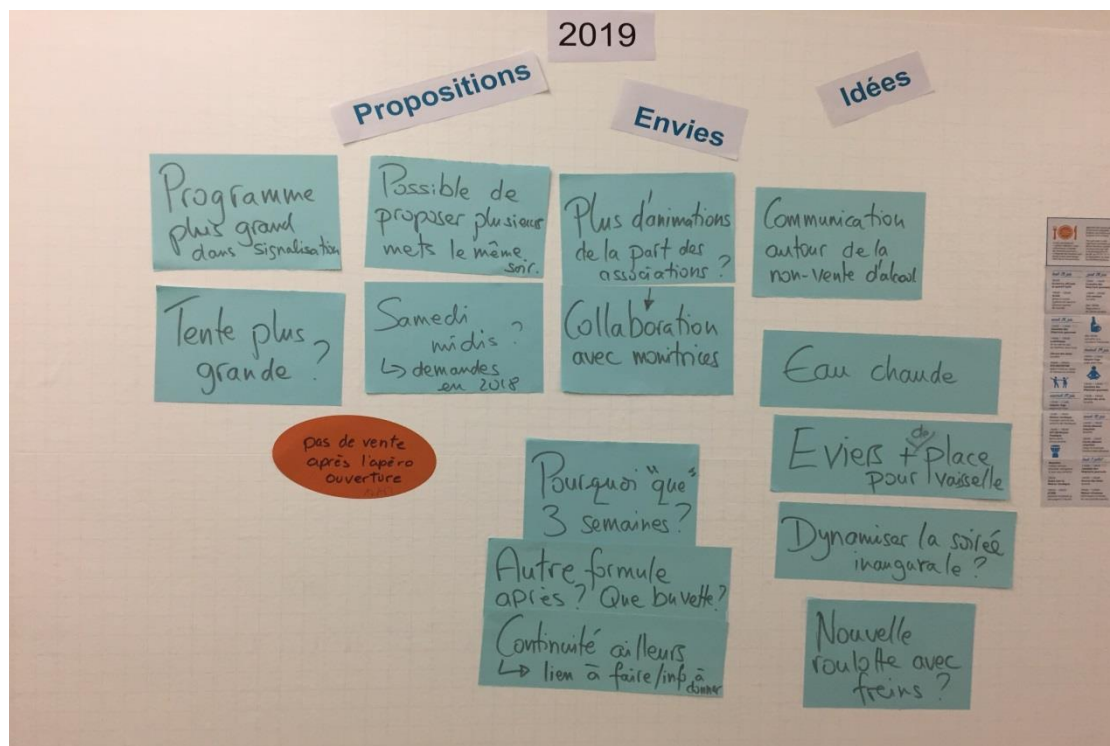 2019
Propositions
Envies
Idées
Programme
plus grand
dans signalisation
Possible de
proposer plusieurs
mets le même
soir.
Plus d'animations
de la part des
associations ?
Communication
autour de la
non-vente d'alcool
Tente plus
grande ?
Samedi
midis ?
↳ demandes
en 2018
Collaboration
avec monitrices
Eau chaude
pas de vente
après l'apéro
ouverture
Eviers + de place
pour vaisselle
Pourquoi "que"
3 semaines ?
Dynamiser la soirée
inaugurale ?
Autre formule
après ? Que buvette ?
Continuité ailleurs
↳ lien à faire/info à
donner
Nouvelle
roulotte avec
freins ?